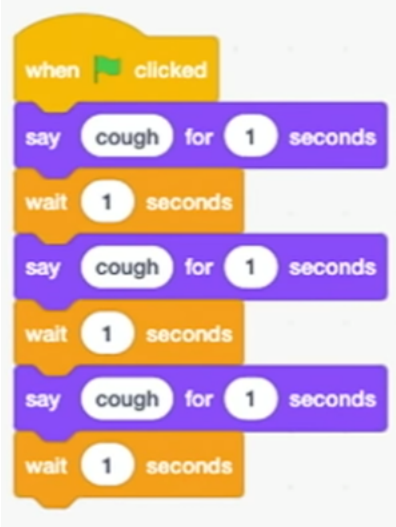 when clicked
say cough for 1 seconds
wait 1 seconds
say cough for 1 seconds
wait 1 seconds
say cough for 1 seconds
wait 1 seconds